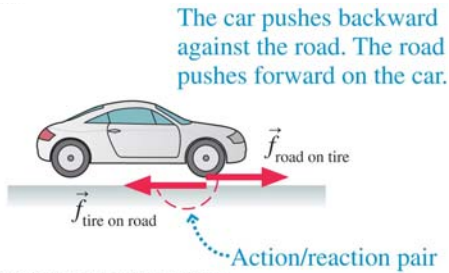 The car pushes backward
against the road. The road
pushes forward on the car.
f⃗ road on tire
f⃗ tire on road
Action/reaction pair